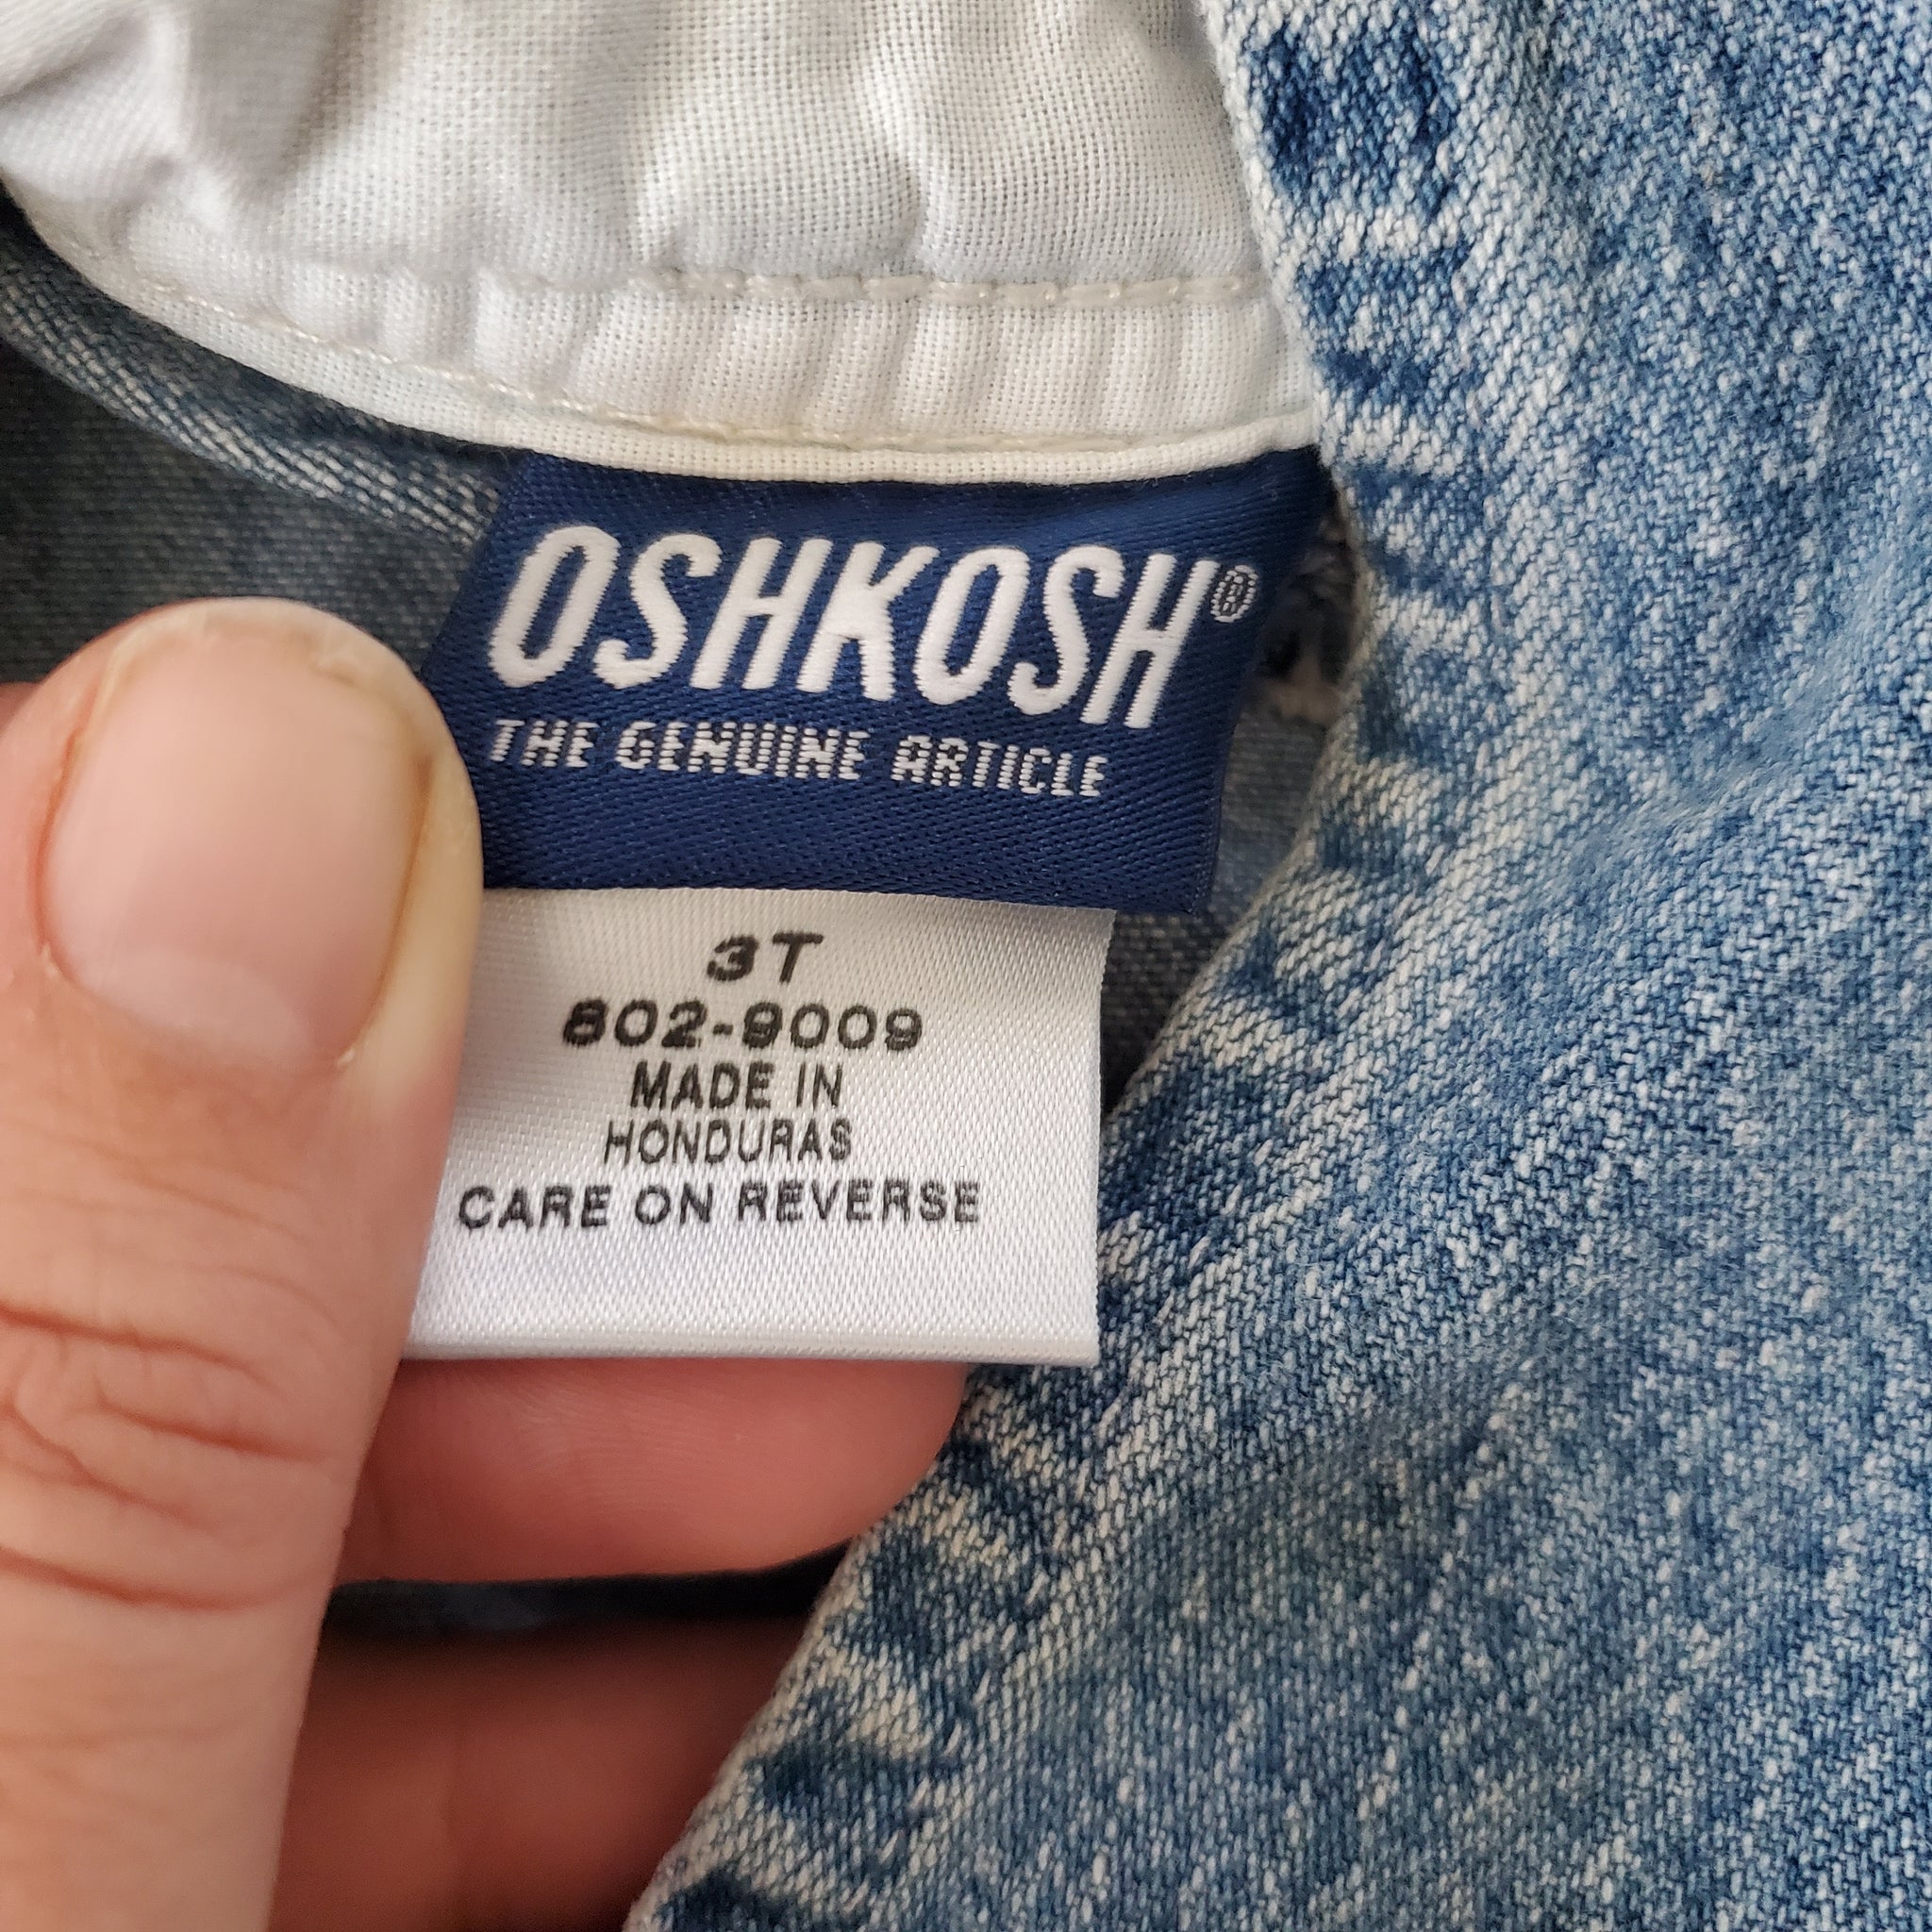 OSHKOSH®
THE GENUINE ARTICLE
3T
802-9009
MADE IN
HONDURAS
CARE ON REVERSE